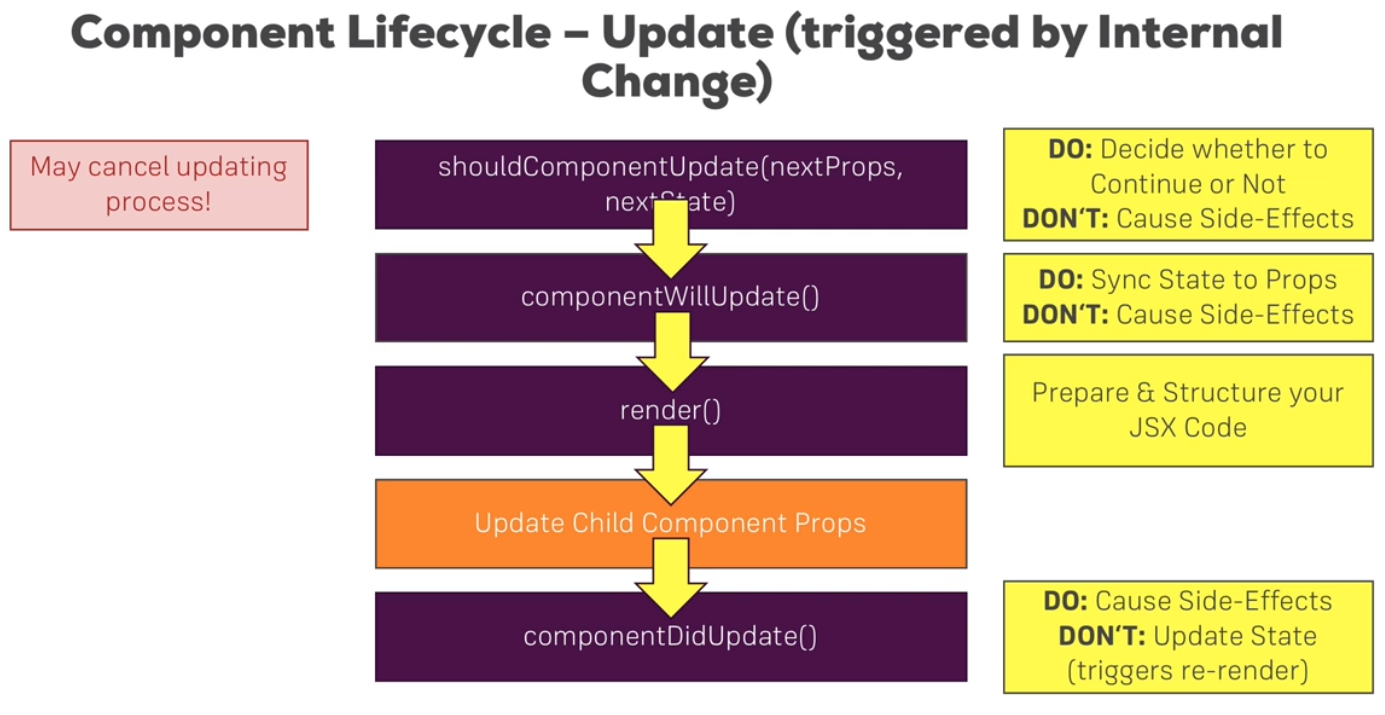 Component Lifecycle – Update (triggered by Internal
Change)
May cancel updating
process!
shouldComponentUpdate(nextProps,
nextState)
DO: Decide whether to
Continue or Not
DON‘T: Cause Side-Effects
componentWillUpdate()
DO: Sync State to Props
DON‘T: Cause Side-Effects
render()
Prepare & Structure your
JSX Code
Update Child Component Props
componentDidUpdate()
DO: Cause Side-Effects
DON‘T: Update State
(triggers re-render)